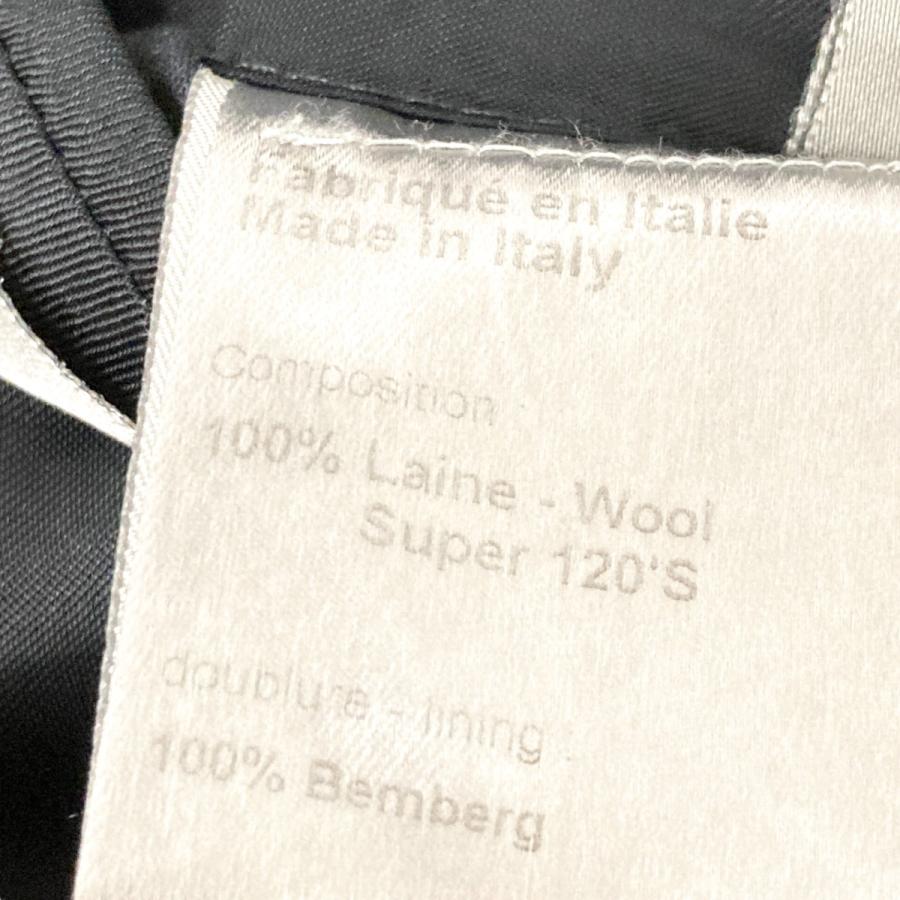 Fabriqué en Italie
Made in Italy
Composition :
100% Laine - Wool
Super 120'S
doublure - lining :
100% Bemberg